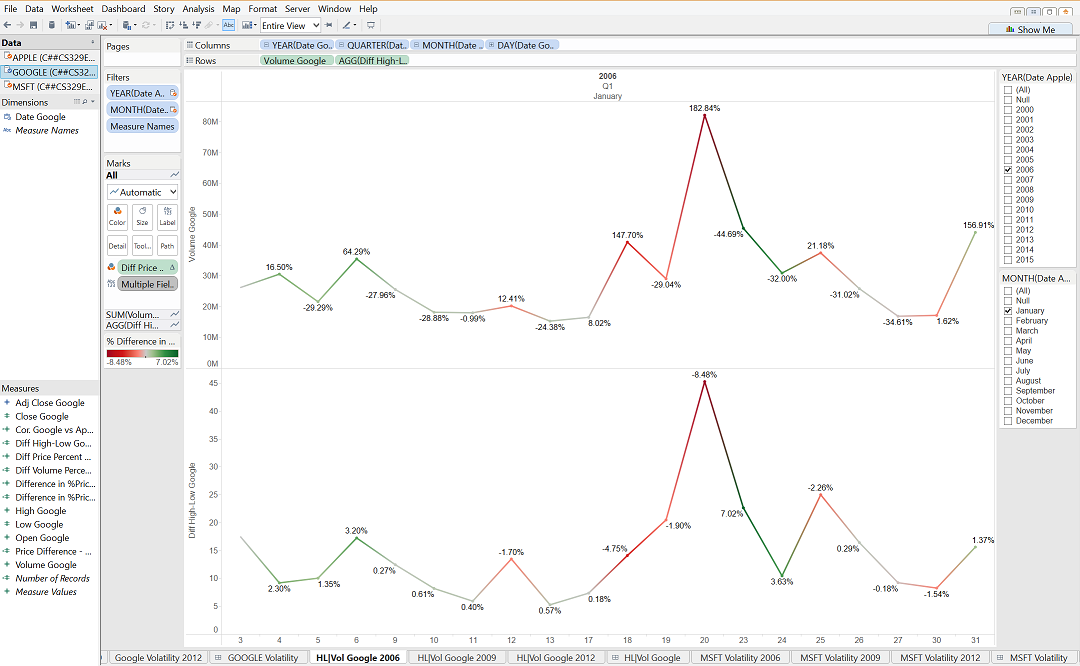 File Data Worksheet Dashboard Story Analysis Map Format Server Window Help
Abc Entire View
Show Me
Data
APPLE (C##CS329E...
GOOGLE (C##CS32...
MSFT (C##CS329E...
Dimensions
Date Google
Abc Measure Names
Measures
Adj Close Google
Close Google
Cor. Google vs Ap...
Diff High-Low Go...
Diff Price Percent ...
Diff Volume Perce...
Difference in %Pric...
Difference in %Pric...
High Google
Low Google
Open Google
Price Difference - ...
Volume Google
Number of Records
Measure Values
Pages
Filters
YEAR(Date A..
MONTH(Date..
Measure Names
Marks
All
Automatic
Color Size Label
Detail Tool... Path
Diff Price .. Δ
Multiple Fiel..
SUM(Volum...
AGG(Diff Hi...
% Difference in ...
-8.48% 7.02%
Columns YEAR(Date Go.. QUARTER(Dat.. MONTH(Date .. DAY(Date Go..
Rows Volume Google AGG(Diff High-L..
2006
Q1
January
Volume Google
80M
70M
60M
50M
40M
30M
20M
10M
0M
16.50%
-29.29%
64.29%
-27.96%
-28.88%
-0.99%
12.41%
-24.38%
8.02%
147.70%
-29.04%
182.84%
-44.69%
-32.00%
21.18%
-31.02%
-34.61%
1.62%
156.91%
Diff High-Low Google
45
40
35
30
25
20
15
10
5
0
2.30%
1.35%
3.20%
0.27%
0.61%
0.40%
-1.70%
0.57%
0.18%
-4.75%
-1.90%
-8.48%
7.02%
3.63%
-2.26%
0.29%
-0.18%
-1.54%
1.37%
3 4 5 6 9 10 11 12 13 17 18 19 20 23 24 25 26 27 30 31
YEAR(Date Apple)
(All)
Null
2000
2001
2002
2003
2004
2005
2006
2007
2008
2009
2010
2011
2012
2013
2014
2015
MONTH(Date A...
(All)
Null
January
February
March
April
May
June
July
August
September
October
November
December
Google Volatility 2012 GOOGLE Volatility HL|Vol Google 2006 HL|Vol Google 2009 HL|Vol Google 2012 HL|Vol Google MSFT Volatility 2006 MSFT Volatility 2009 MSFT Volatility 2012 MSFT Volatility